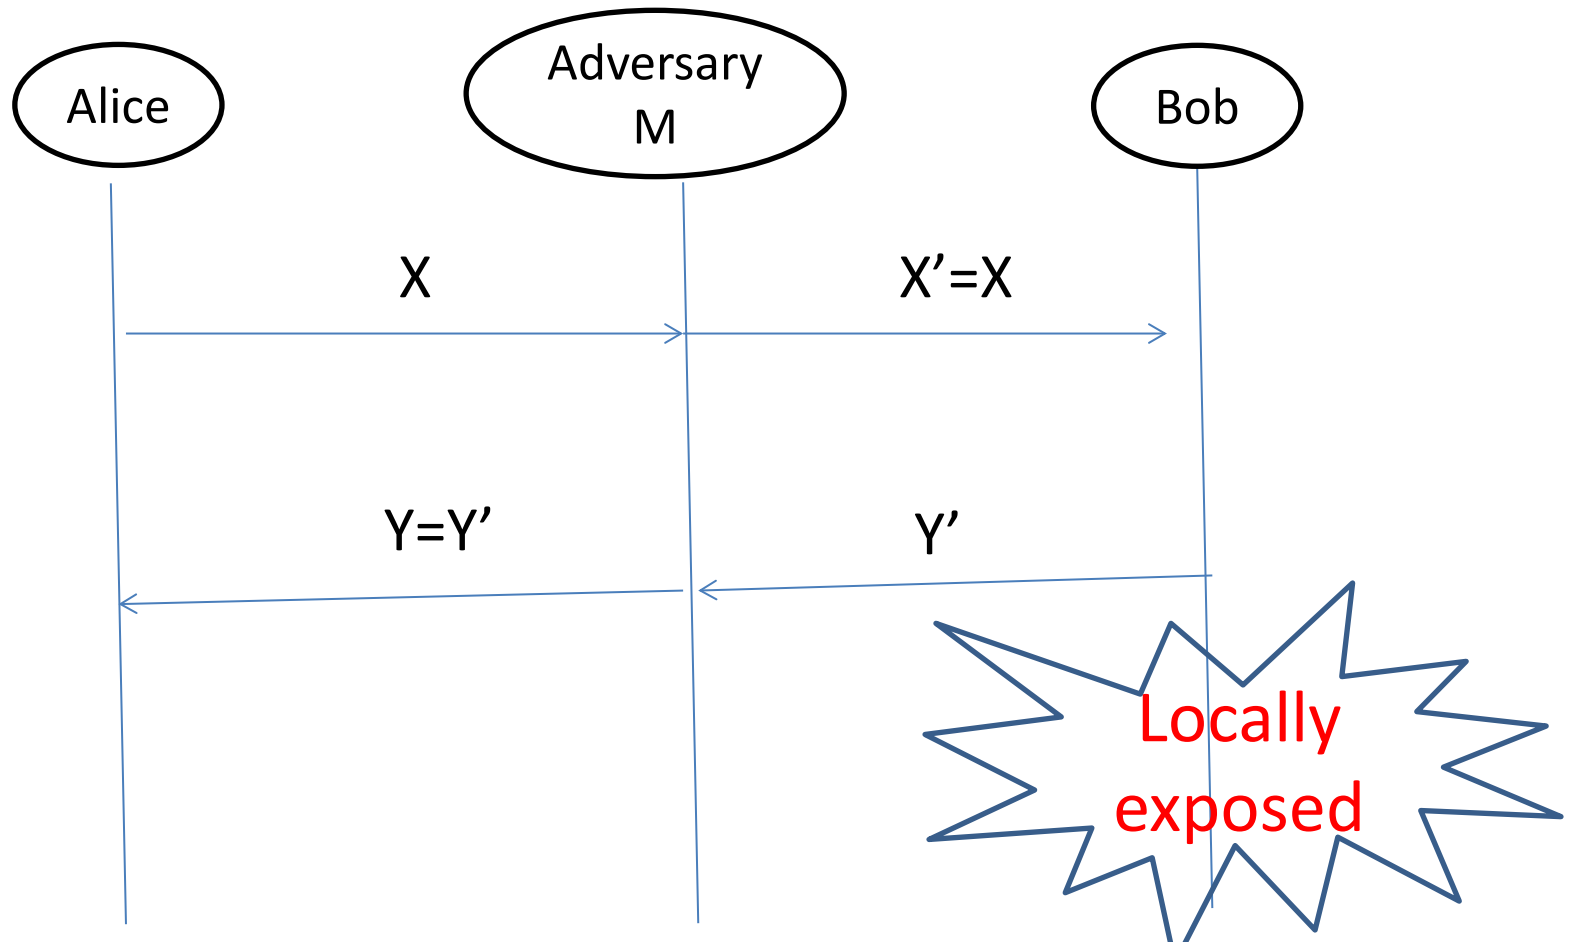 Alice
Adversary
M
Bob
X
X’=X
Y=Y’
Y’
Locally
exposed